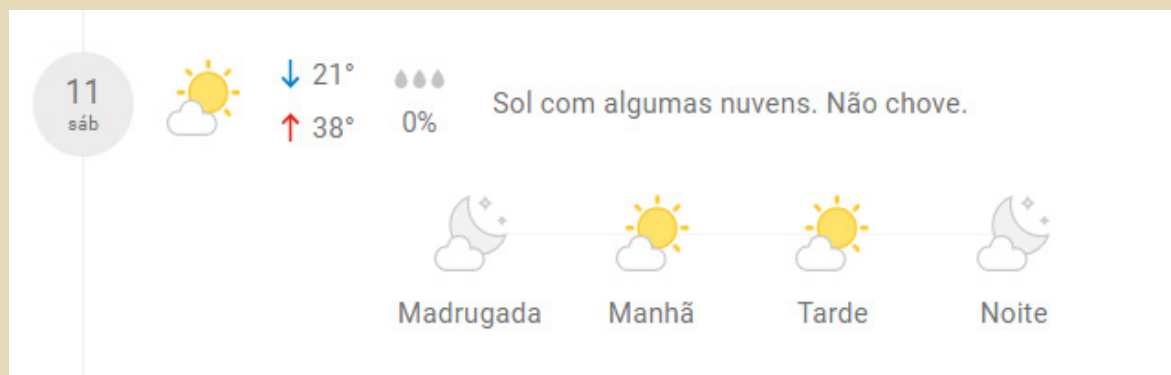 11
sáb
↓ 21°
↑ 38°
0%
Sol com algumas nuvens. Não chove.
Madrugada Manhã Tarde Noite